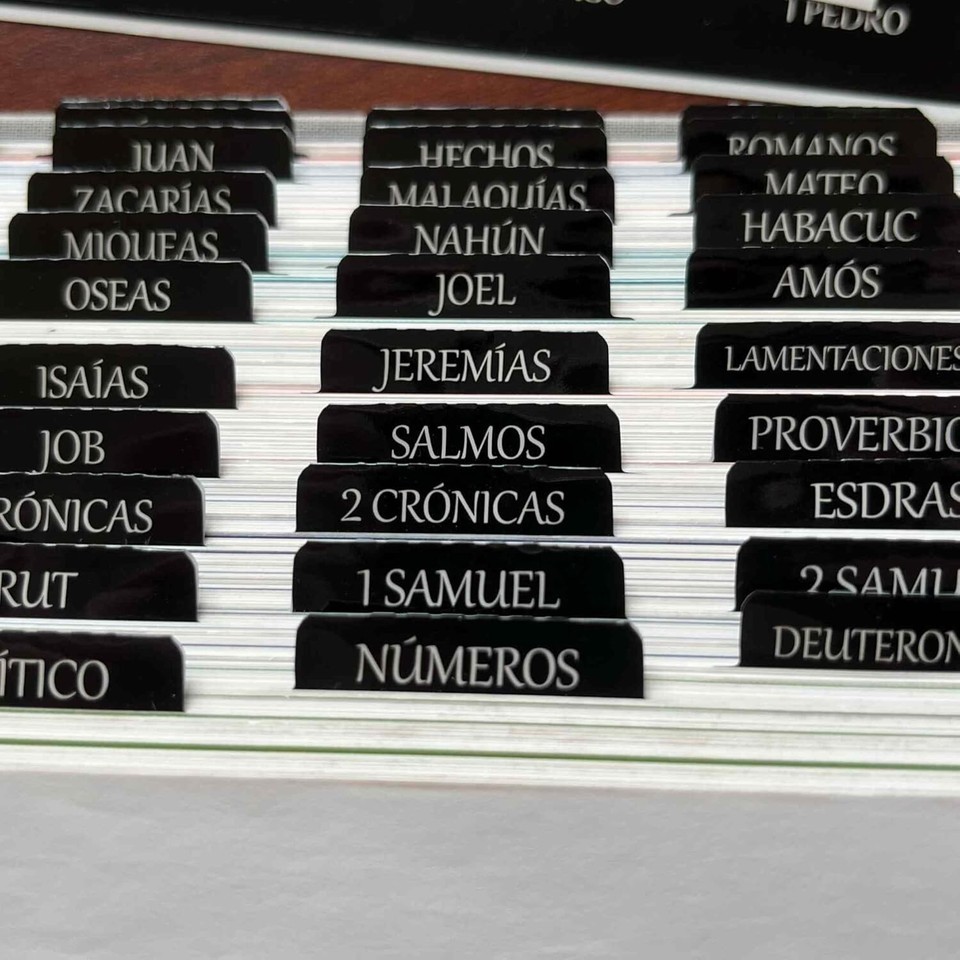 1 PEDRO
JUAN HECHOS ROMANOS
ZACARÍAS MALAQUÍAS MATEO
MIQUEAS NAHÚN HABACUC
OSEAS JOEL AMÓS
ISAÍAS JEREMÍAS LAMENTACIONES
JOB SALMOS PROVERBIO
RÓNICAS 2 CRÓNICAS ESDRAS
RUT 1 SAMUEL 2 SAMU
ÍTICO NÚMEROS DEUTERON